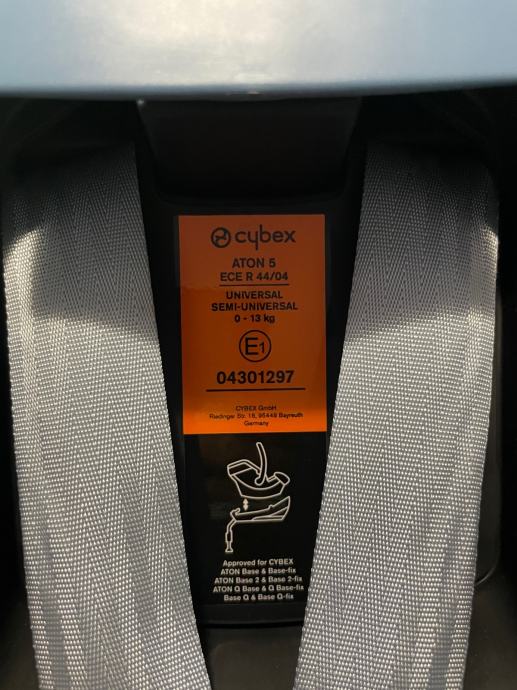 cybex
ATON 5
ECE R 44/04
UNIVERSAL
SEMI-UNIVERSAL
0 - 13 kg
E1
04301297
CYBEX GmbH
Riedinger Str. 18, 95448 Bayreuth
Germany
Approved for CYBEX
ATON Base & Base-fix
ATON Base 2 & Base 2-fix
ATON Q Base & Q Base-fix
Base Q & Base Q-fix